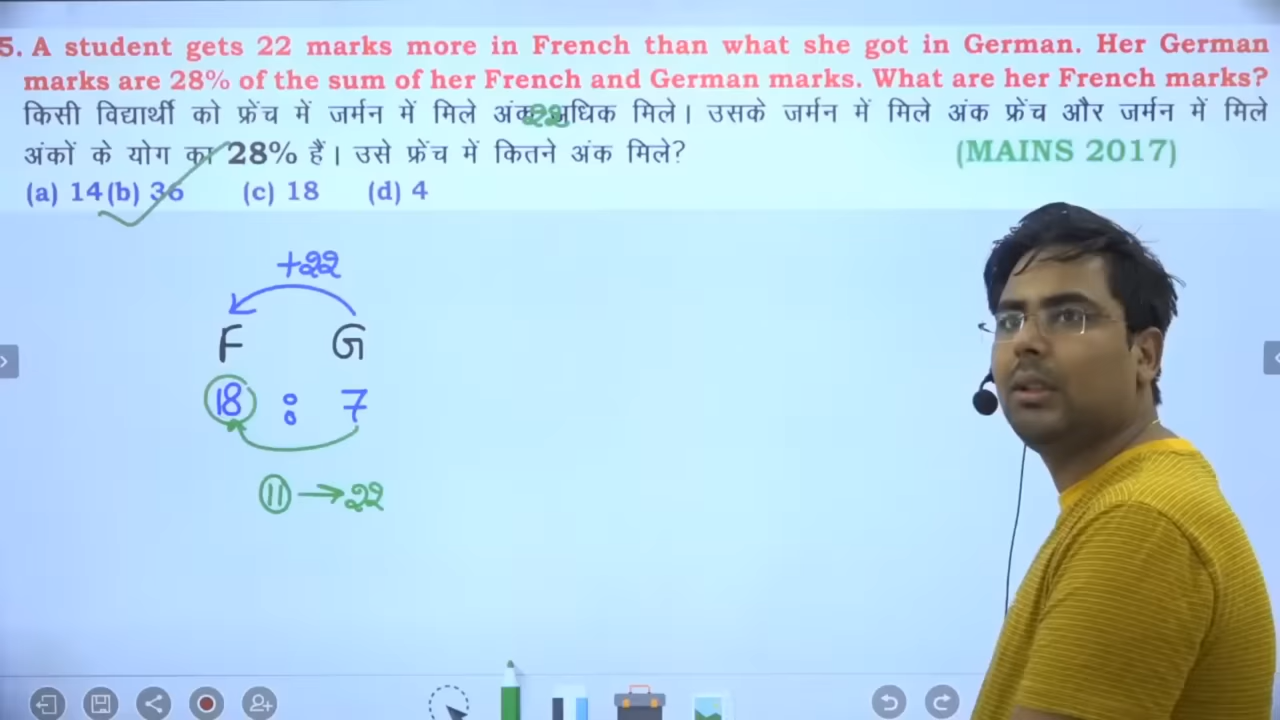 5. A student gets 22 marks more in French than what she got in German. Her German
marks are 28% of the sum of her French and German marks. What are her French marks?
किसी विद्यार्थी को फ्रेंच में जर्मन में मिले अंक 22 अधिक मिले। उसके जर्मन में मिले अंक फ्रेंच और जर्मन में मिले
अंकों के योग का 28% हैं। उसे फ्रेंच में कितने अंक मिले? (MAINS 2017)
(a) 14 (b) 36 (c) 18 (d) 4
+22
F G
18 : 7
11 → 22